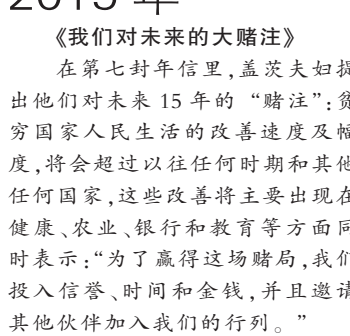 2015 年
《我们对未来的大赌注》
在第七封年信里,盖茨夫妇提
出他们对未来 15 年的“赌注”:贫
穷国家人民生活的改善速度及幅
度,将会超过以往任何时期和其他
任何国家,这些改善将主要出现在
健康、农业、银行和教育等方面同
时表示:“为了赢得这场赌局,我们
投入信誉、时间和金钱,并且邀请
其他伙伴加入我们的行列。”